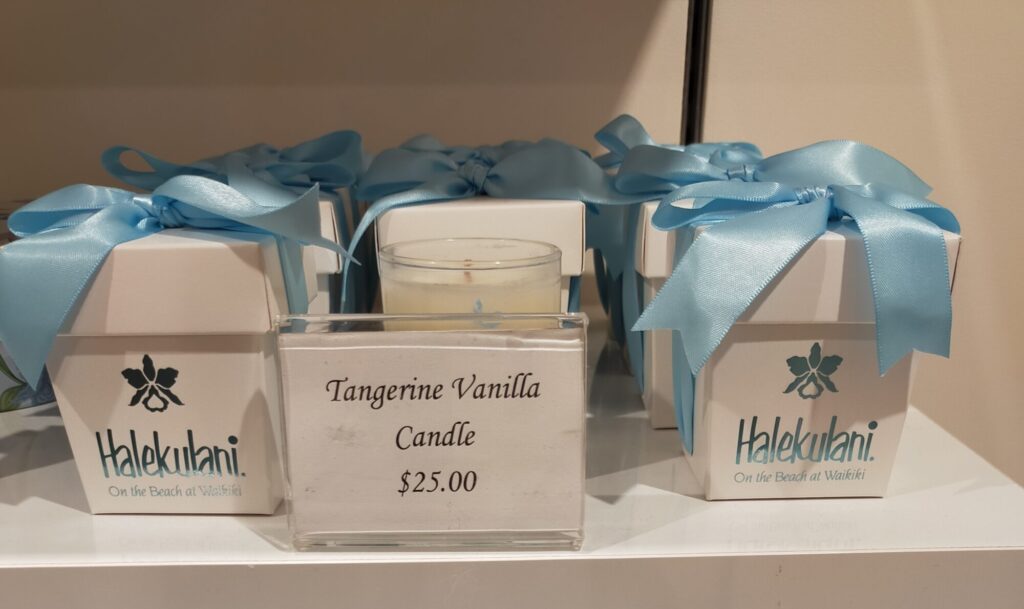 Tangerine Vanilla
Candle
$25.00
Halekulani.
On the Beach at Waikiki
Halekulani.
On the Beach at Waikiki